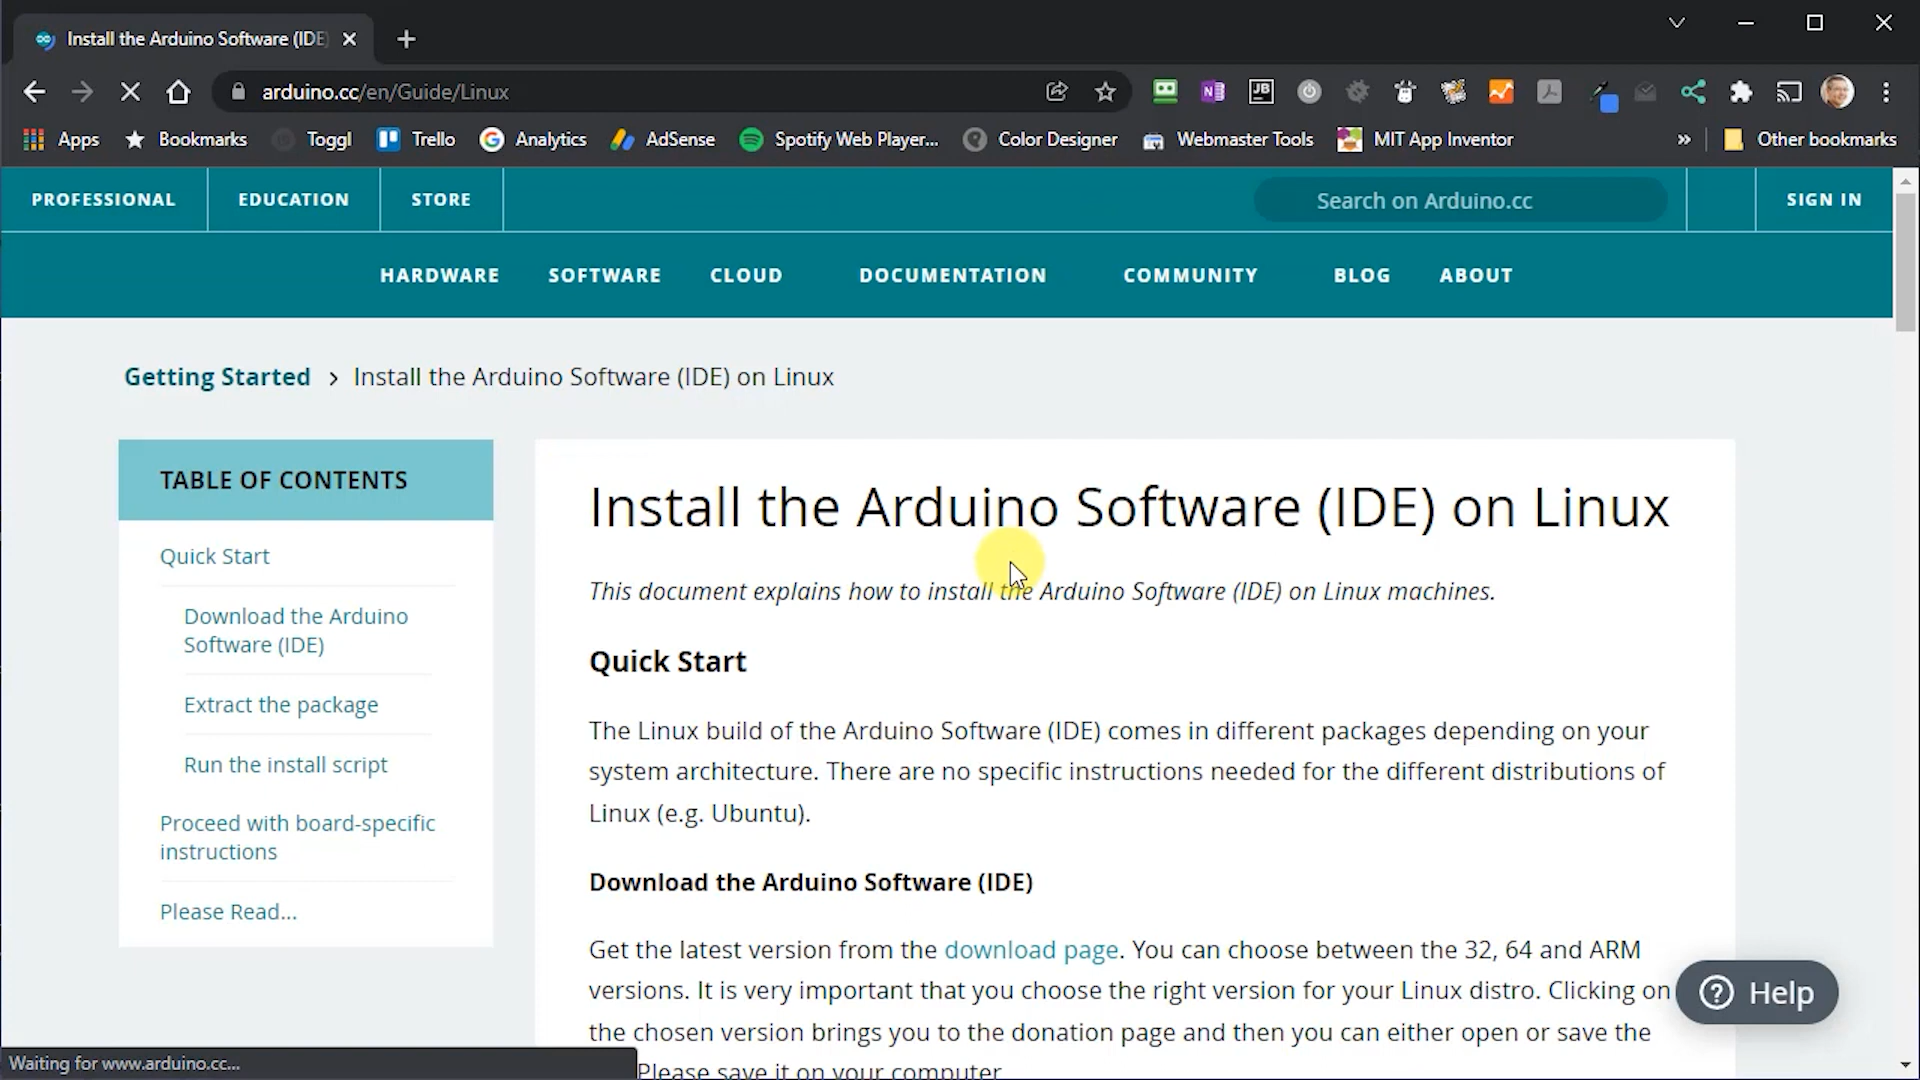 Install the Arduino Software (IDE
arduino.cc/en/Guide/Linux
Apps Bookmarks Toggl Trello Analytics AdSense Spotify Web Player... Color Designer Webmaster Tools MIT App Inventor » Other bookmarks
PROFESSIONAL EDUCATION STORE Search on Arduino.cc SIGN IN
HARDWARE SOFTWARE CLOUD DOCUMENTATION COMMUNITY BLOG ABOUT
Getting Started > Install the Arduino Software (IDE) on Linux
TABLE OF CONTENTS
Quick Start
Download the Arduino
Software (IDE)
Extract the package
Run the install script
Proceed with board-specific
instructions
Please Read...
Install the Arduino Software (IDE) on Linux
This document explains how to install the Arduino Software (IDE) on Linux machines.
Quick Start
The Linux build of the Arduino Software (IDE) comes in different packages depending on your
system architecture. There are no specific instructions needed for the different distributions of
Linux (e.g. Ubuntu).
Download the Arduino Software (IDE)
Get the latest version from the download page. You can choose between the 32, 64 and ARM
versions. It is very important that you choose the right version for your Linux distro. Clicking on
the chosen version brings you to the donation page and then you can either open or save the
Please save it on your computer
? Help
Waiting for www.arduino.cc...